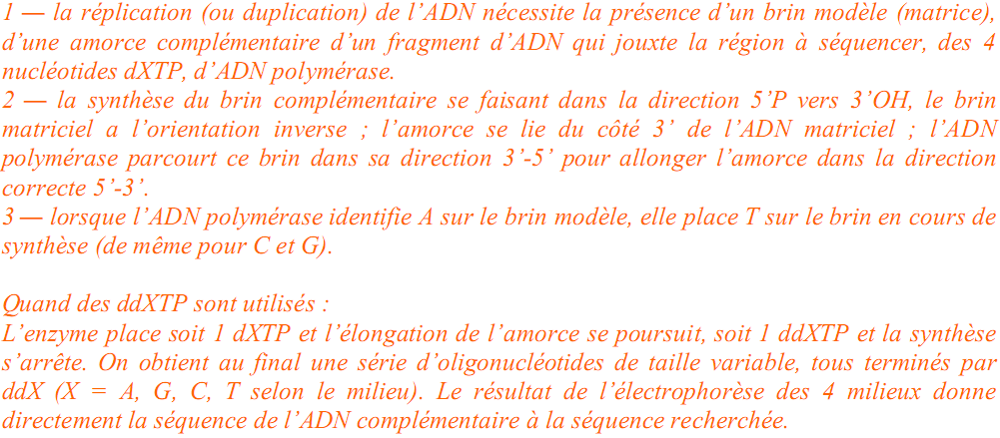 1 — la réplication (ou duplication) de l’ADN nécessite la présence d’un brin modèle (matrice),
d’une amorce complémentaire d’un fragment d’ADN qui jouxte la région à séquencer, des 4
nucléotides dXTP, d’ADN polymérase.
2 — la synthèse du brin complémentaire se faisant dans la direction 5’P vers 3’OH, le brin
matriciel a l’orientation inverse ; l’amorce se lie du côté 3’ de l’ADN matriciel ; l’ADN
polymérase parcourt ce brin dans sa direction 3’-5’ pour allonger l’amorce dans la direction
correcte 5’-3’.
3 — lorsque l’ADN polymérase identifie A sur le brin modèle, elle place T sur le brin en cours de
synthèse (de même pour C et G).
Quand des ddXTP sont utilisés :
L’enzyme place soit 1 dXTP et l’élongation de l’amorce se poursuit, soit 1 ddXTP et la synthèse
s’arrête. On obtient au final une série d’oligonucléotides de taille variable, tous terminés par
ddX (X = A, G, C, T selon le milieu). Le résultat de l’électrophorèse des 4 milieux donne
directement la séquence de l’ADN complémentaire à la séquence recherchée.